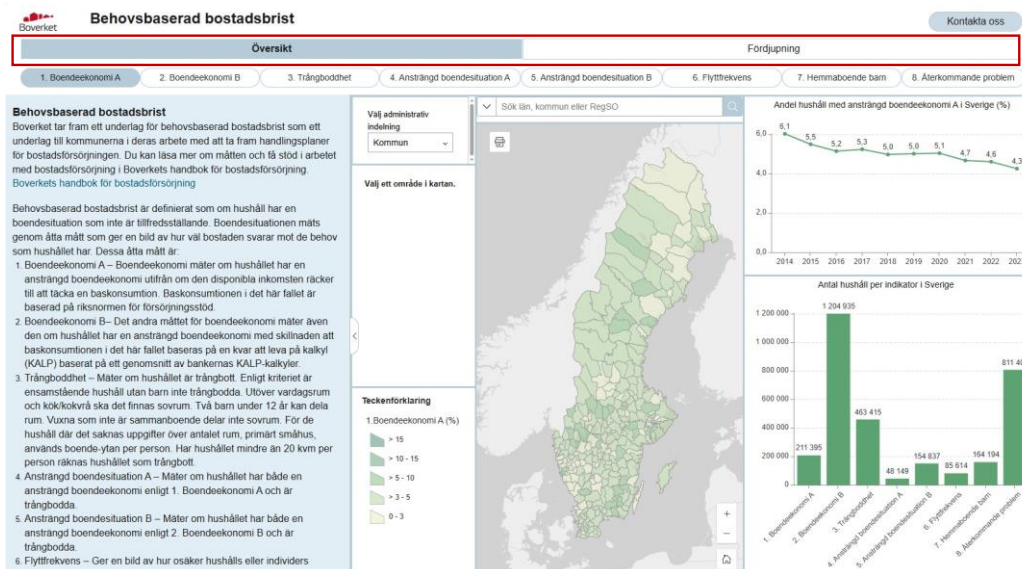 Boverket
Behovsbaserad bostadsbrist
Kontakta oss
Översikt
Fördjupning
1. Boendeekonomi A
2. Boendeekonomi B
3. Trångboddhet
4. Ansträngd boendesituation A
5. Ansträngd boendesituation B
6. Flyttfrekvens
7. Hemmaboende barn
8. Återkommande problem
Behovsbaserad bostadsbrist
Boverket tar fram ett underlag för behovsbaserad bostadsbrist som ett
underlag till kommunerna i deras arbete med att ta fram handlingsplaner
för bostadsförsörjningen. Du kan läsa mer om måtten och få stöd i arbetet
med bostadsförsörjning i Boverkets handbok för bostadsförsörjning.
Boverkets handbok för bostadsförsörjning
Behovsbaserad bostadsbrist är definierat som om hushåll har en
boendesituation som inte är tillfredsställande. Boendesituationen mäts
genom åtta mått som ger en bild av hur väl bostaden svarar mot de behov
som hushållet har. Dessa åtta mått är:
1. Boendeekonomi A – Boendeekonomi mäter om hushållet har en
ansträngd boendeekonomi utifrån om den disponibla inkomsten räcker
till att täcka en baskonsumtion. Baskonsumtionen i det här fallet är
baserad på riksnormen för försörjningsstöd.
2. Boendeekonomi B– Det andra måttet för boendeekonomi mäter även
den om hushållet har en ansträngd boendeekonomi med skillnaden att
baskonsumtionen i det här fallet baseras på en kvar att leva på kalkyl
(KALP) baserat på ett genomsnitt av bankernas KALP-kalkyler.
3. Trångboddhet – Mäter om hushållet är trångbott. Enligt kriteriet är
ensamstående hushåll utan barn inte trångbodda. Utöver vardagsrum
och kök/kokvrå ska det finnas sovrum. Två barn under 12 år kan dela
rum. Vuxna som inte är sammanboende delar inte sovrum. För de
hushåll där det saknas uppgifter över antalet rum, primärt småhus,
används boende-ytan per person. Har hushållet mindre än 20 kvm per
person räknas hushållet som trångbott.
4. Ansträngd boendesituation A – Mäter om hushållet har både en
ansträngd boendeekonomi enligt 1. Boendeekonomi A och är
trångbodda.
5. Ansträngd boendesituation B – Mäter om hushållet har både en
ansträngd boendeekonomi enligt 2. Boendeekonomi B och är
trångbodda.
6. Flyttfrekvens – Ger en bild av hur osäker hushålls eller individers
Välj administrativ
indelning
Kommun
Valj ett område i kartan.
Teckenförklaring
1.Boendeekonomi A (%)
> 15
> 10 - 15
> 5 - 10
> 3 - 5
0 - 3
Sök län, kommun eller RegSO
+
−
Andel hushåll med ansträngd boendeekonomi A i Sverige (%)
6,0
4,0
2,0
0,0
6,1
5,5
5,2
5,3
5,0
5,0
5,1
4,7
4,6
4,3
2014 2015 2016 2017 2018 2019 2020 2021 2022 202
Antal hushåll per indikator i Sverige
1 200 000
1 000 000
800 000
600 000
400 000
200 000
0
211 395
1 204 935
463 415
48 149
154 837
85 614
164 194
811 40
1. Boendeekonomi A
2. Boendeekonomi B
3. Trångboddhet
4. Ansträngd boendesituation A
5. Ansträngd boendesituation B
6. Flyttfrekvens
7. Hemmaboende barn
8. Återkommande problem